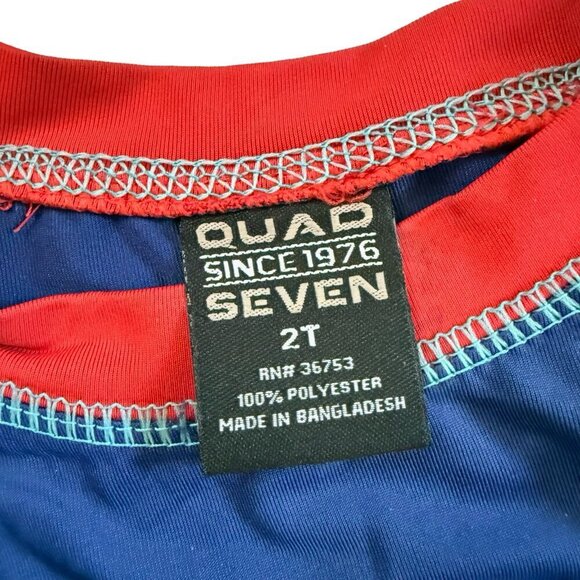 QUAD
SINCE 1976
SEVEN
2T
RN# 36753
100% POLYESTER
MADE IN BANGLADESH